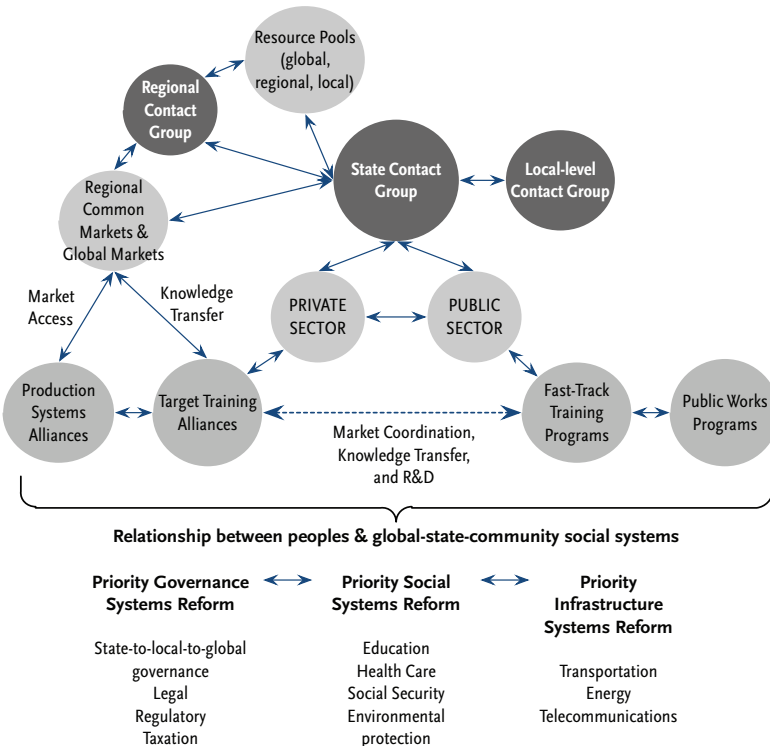 Resource Pools
(global,
regional, local)
Regional
Contact
Group
State Contact
Group
Local-level
Contact Group
Regional
Common
Markets &
Global Markets
Market
Access
Knowledge
Transfer
PRIVATE
SECTOR
PUBLIC
SECTOR
Production
Systems
Alliances
Target Training
Alliances
Fast-Track
Training
Programs
Public Works
Programs
Market Coordination,
Knowledge Transfer,
and R&D
Relationship between peoples & global-state-community social systems
Priority Governance
Systems Reform
State-to-local-to-global
governance
Legal
Regulatory
Taxation
Priority Social
Systems Reform
Education
Health Care
Social Security
Environmental
protection
Priority
Infrastructure
Systems Reform
Transportation
Energy
Telecommunications